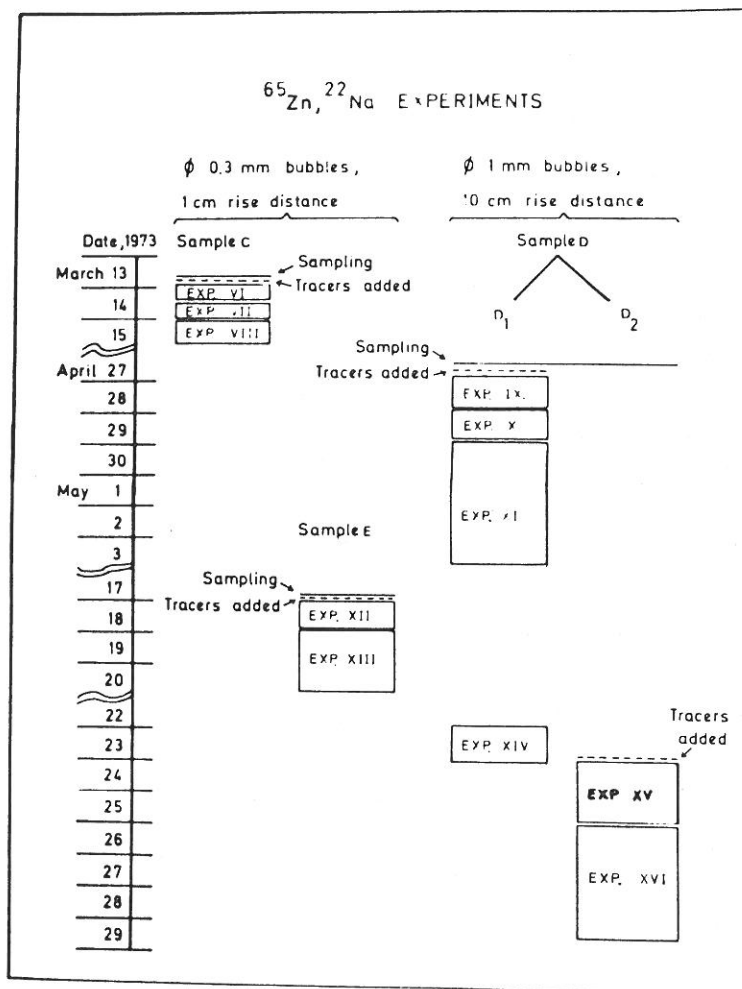 65Zn, 22Na EXPERIMENTS
ϕ 0.3 mm bubbles,
1 cm rise distance
ϕ 1 mm bubbles,
10 cm rise distance
Date, 1973
Sample C
Sample D
D1
D2
March 13
14
15
April 27
28
29
30
May 1
2
3
17
18
19
20
22
23
24
25
26
27
28
29
Sampling
Tracers added
EXP. VI
EXP. VII
EXP. VIII
Sampling
Tracers added
EXP. IX.
EXP. X
EXP. XI
Sample E
Sampling
Tracers added
EXP. XII
EXP. XIII
EXP. XIV
Tracers
added
EXP XV
EXP. XVI